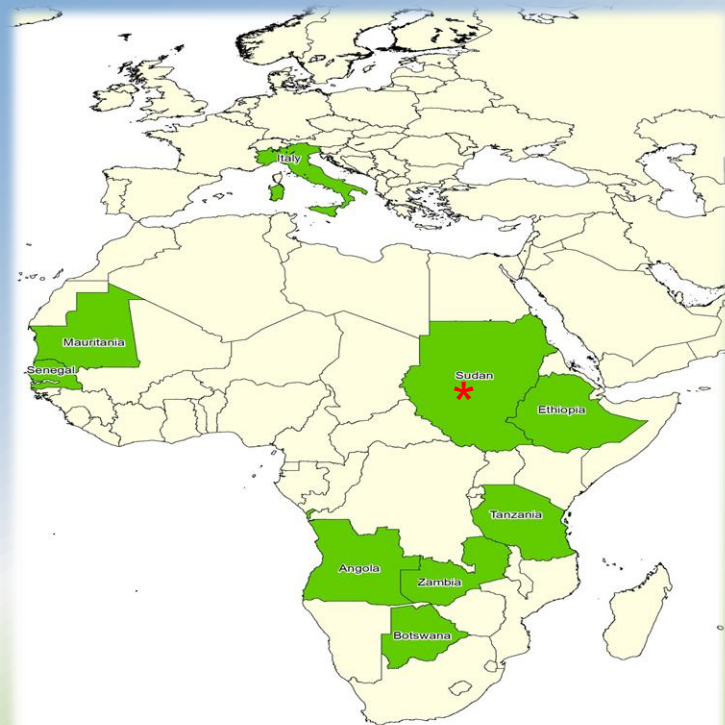 Italy
Mauritania
Senegal
Sudan
*
Ethiopia
Tanzania
Angola
Zambia
Botswana